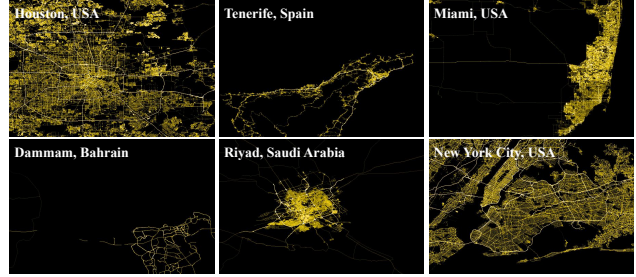 Houston, USA
Tenerife, Spain
Miami, USA
Dammam, Bahrain
Riyad, Saudi Arabia
New York City, USA